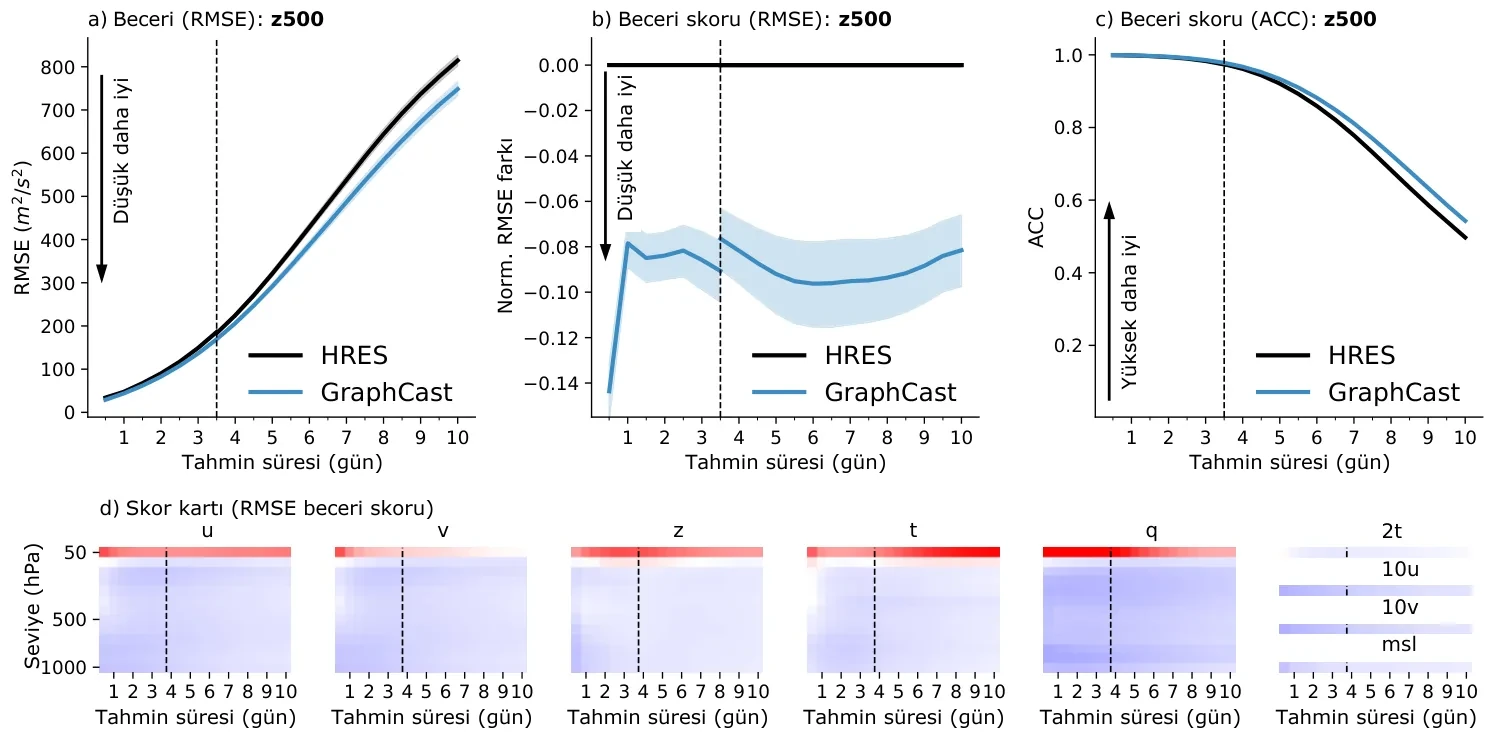 a) Beceri (RMSE): z500
800
700
600
500
400
300
200
100
0
RMSE (m²/s²)
Düşük daha iyi
HRES
GraphCast
1 2 3 4 5 6 7 8 9 10
Tahmin süresi (gün)
b) Beceri skoru (RMSE): z500
0.00
−0.02
−0.04
−0.06
−0.08
−0.10
−0.12
−0.14
Norm. RMSE farkı
Düşük daha iyi
HRES
GraphCast
1 2 3 4 5 6 7 8 9 10
Tahmin süresi (gün)
c) Beceri skoru (ACC): z500
1.0
0.8
0.6
0.4
0.2
ACC
Yüksek daha iyi
HRES
GraphCast
1 2 3 4 5 6 7 8 9 10
Tahmin süresi (gün)
d) Skor kartı (RMSE beceri skoru)
Seviye (hPa)
50
500
1000
u
1 2 3 4 5 6 7 8 9 10
Tahmin süresi (gün)
v
1 2 3 4 5 6 7 8 9 10
Tahmin süresi (gün)
z
1 2 3 4 5 6 7 8 9 10
Tahmin süresi (gün)
t
1 2 3 4 5 6 7 8 9 10
Tahmin süresi (gün)
q
1 2 3 4 5 6 7 8 9 10
Tahmin süresi (gün)
2t
10u
10v
msl
1 2 3 4 5 6 7 8 9 10
Tahmin süresi (gün)